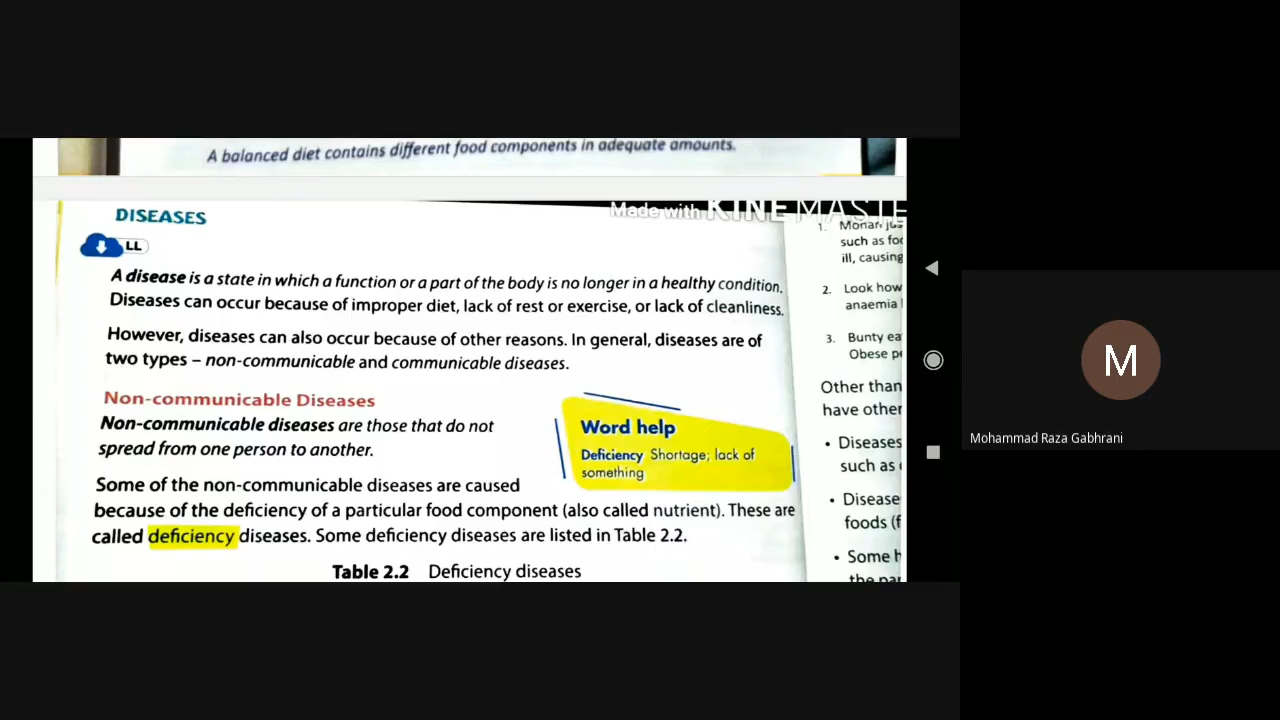 A balanced diet contains different food components in adequate amounts.
Made with KINEMASTE
DISEASES
LL
A disease is a state in which a function or a part of the body is no longer in a healthy condition.
Diseases can occur because of improper diet, lack of rest or exercise, or lack of cleanliness.
However, diseases can also occur because of other reasons. In general, diseases are of
two types – non-communicable and communicable diseases.
Non-communicable Diseases
Non-communicable diseases are those that do not
spread from one person to another.
Word help
Deficiency Shortage; lack of
something
Some of the non-communicable diseases are caused
because of the deficiency of a particular food component (also called nutrient). These are
called deficiency diseases. Some deficiency diseases are listed in Table 2.2.
Table 2.2 Deficiency diseases
1.
such as
ill, causing
2. Look how
anaemia
3. Bunty
Obese
Other than
have other
• Diseases
such as
• Disease
foods
• Some
M
Mohammad Raza Gabhrani